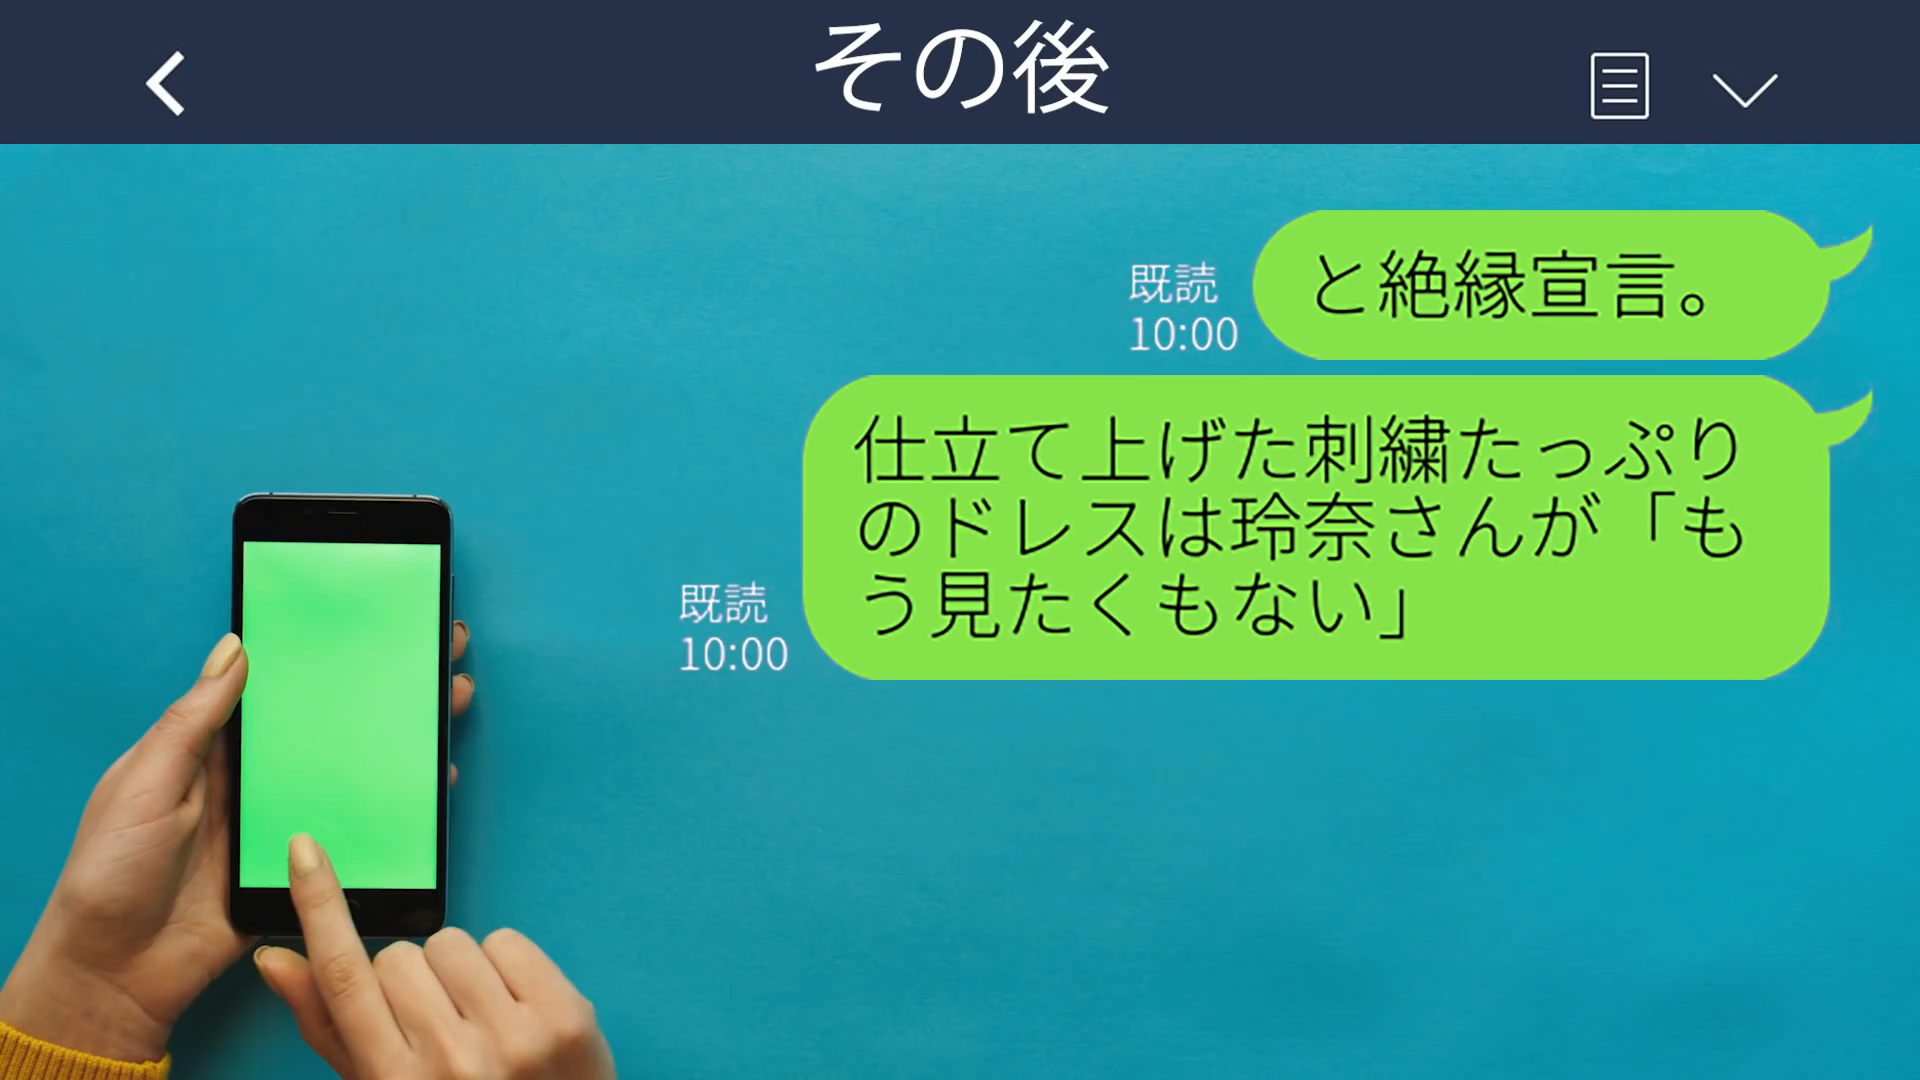 その後
と絶縁宣言。
既読
10:00
仕立て上げた刺繍たっぷり
のドレスは玲奈さんが「も
う見たくもない」
既読
10:00